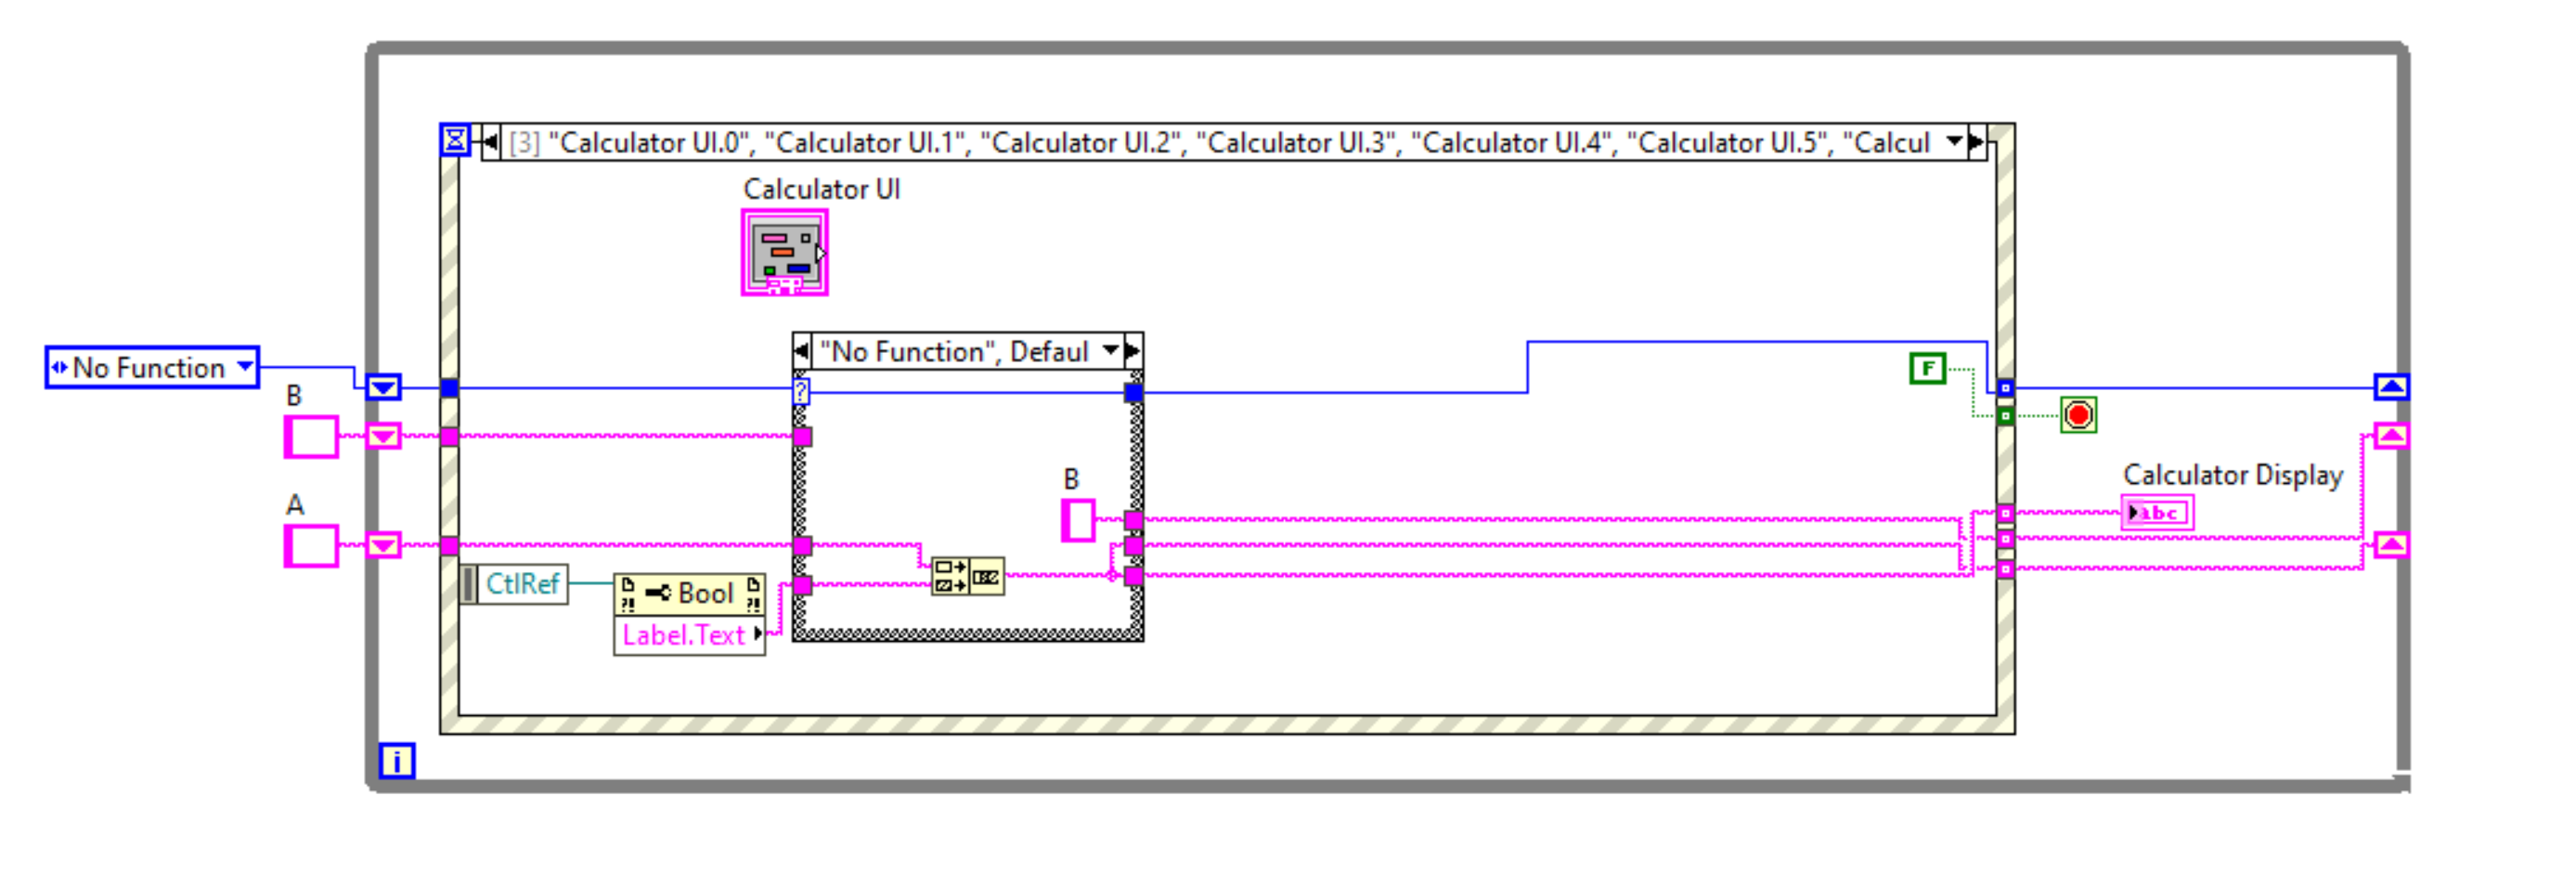 [3] "Calculator UI.0", "Calculator UI.1", "Calculator UI.2", "Calculator UI.3", "Calculator UI.4", "Calculator UI.5", "Calcul
Calculator UI
No Function
"No Function", Defaul
?
F
B
B
Calculator Display
abc
A
CtlRef
Bool
Label.Text
i